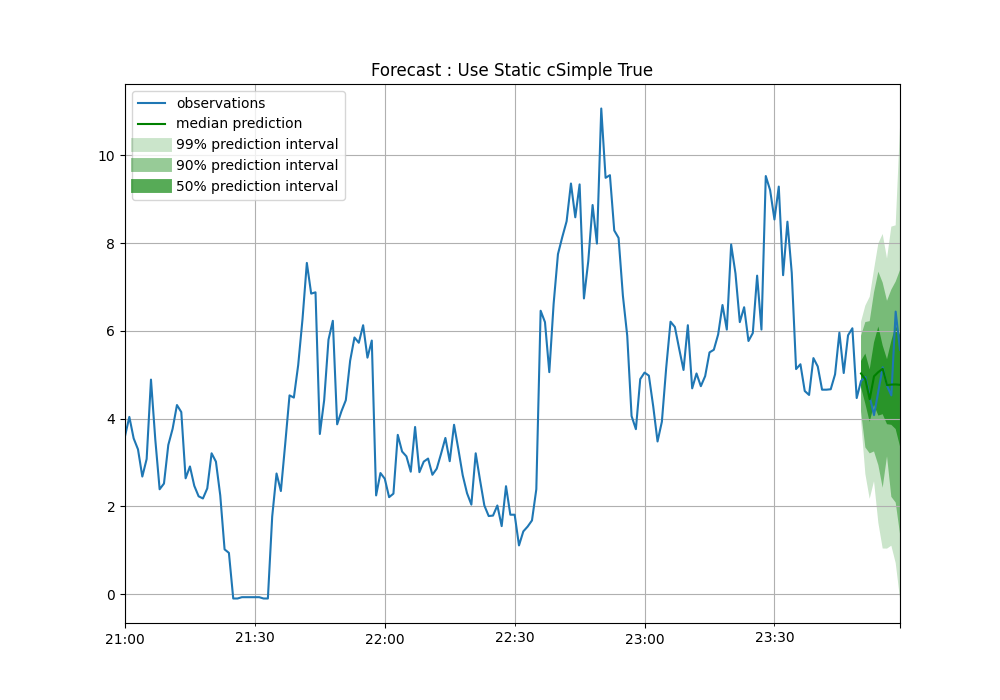 Forecast : Use Static cSimple True
observations
median prediction
99% prediction interval
90% prediction interval
50% prediction interval
10
8
6
4
2
0
21:00
21:30
22:00
22:30
23:00
23:30